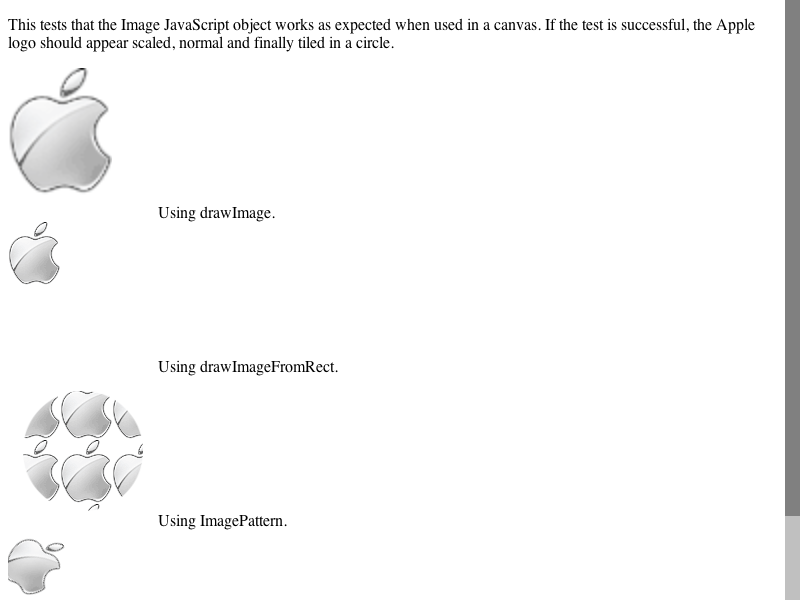 This tests that the Image JavaScript object works as expected when used in a canvas. If the test is successful, the Apple
logo should appear scaled, normal and finally tiled in a circle.
Using drawImage.
Using drawImageFromRect.
Using ImagePattern.